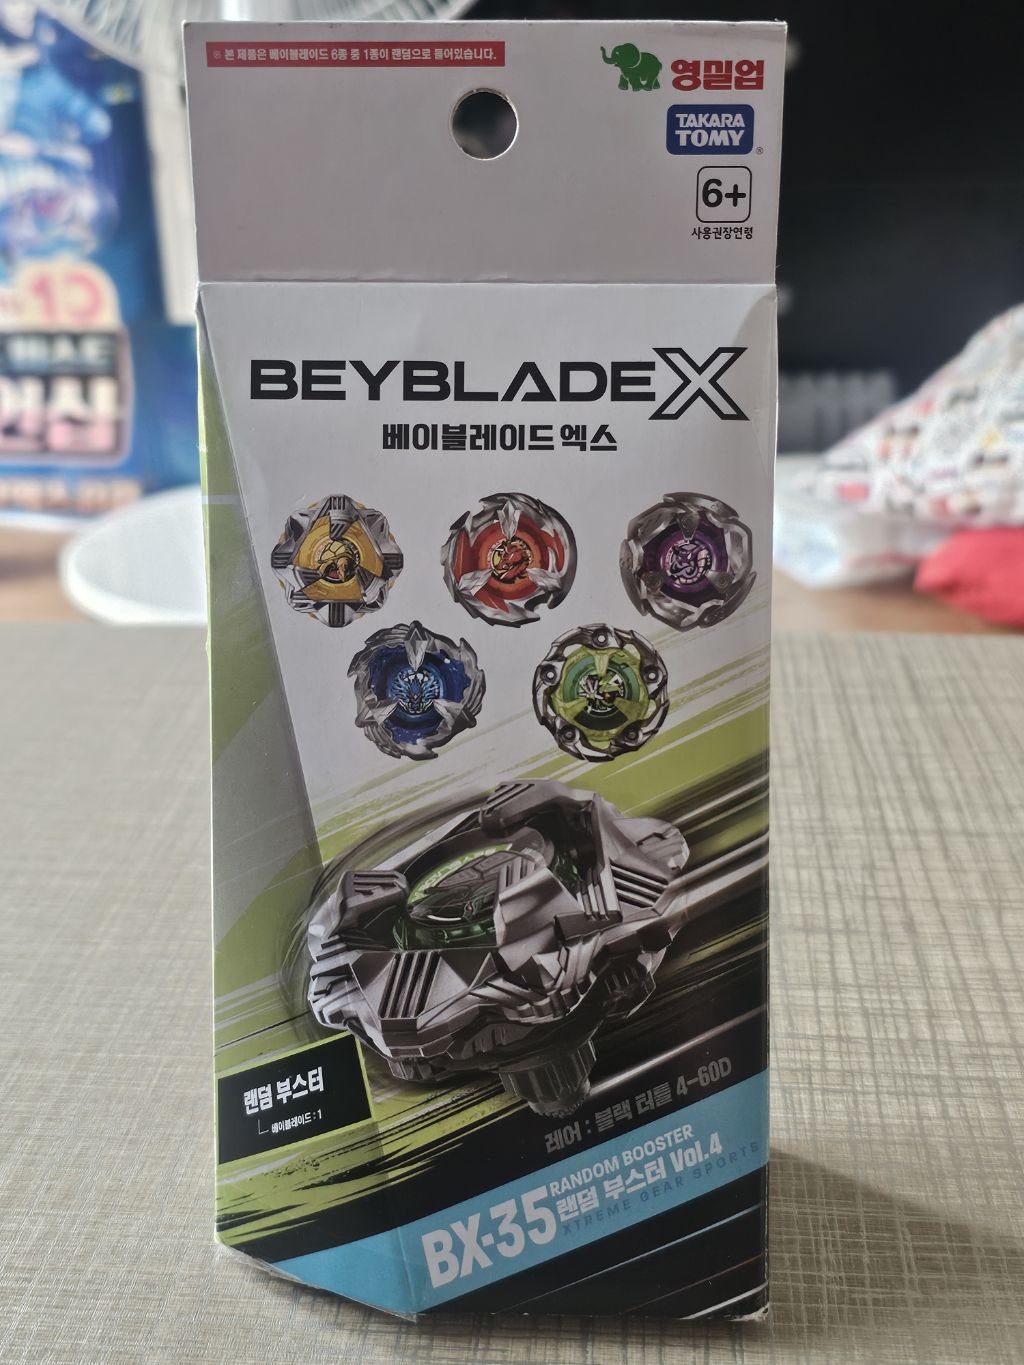 ※ 본 제품은 베이블레이드 6종 중 1종이 랜덤으로 들어있습니다.
영실업
TAKARA
TOMY
®
6+
사용권장연령
BEYBLADE X
베이블레이드 엑스
랜덤 부스터
베이블레이드 : 1
레어 : 블랙 터틀 4-60D
BX-35
RANDOM BOOSTER
랜덤 부스터 Vol.4
XTREME GEAR SPORTS